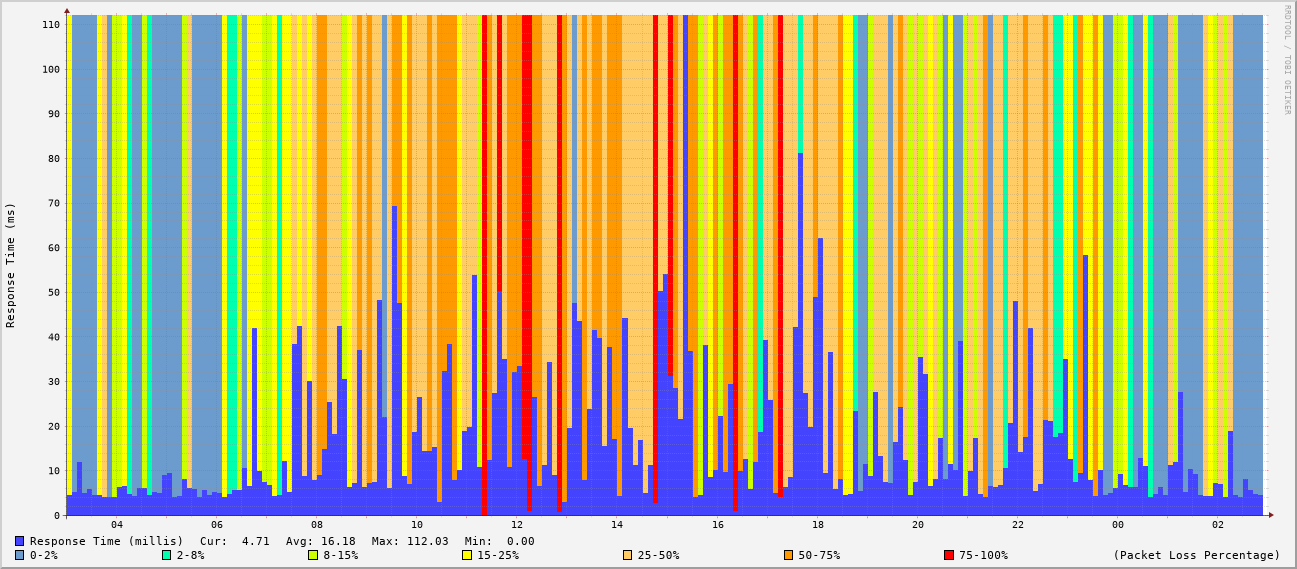 RRDTOOL / TOBI OETIKER
Response Time (ms)
110
100
90
80
70
60
50
40
30
20
10
0
04 06 08 10 12 14 16 18 20 22 00 02
Response Time (millis) Cur: 4.71 Avg: 16.18 Max: 112.03 Min: 0.00
0-2% 2-8% 8-15% 15-25% 25-50% 50-75% 75-100% (Packet Loss Percentage)